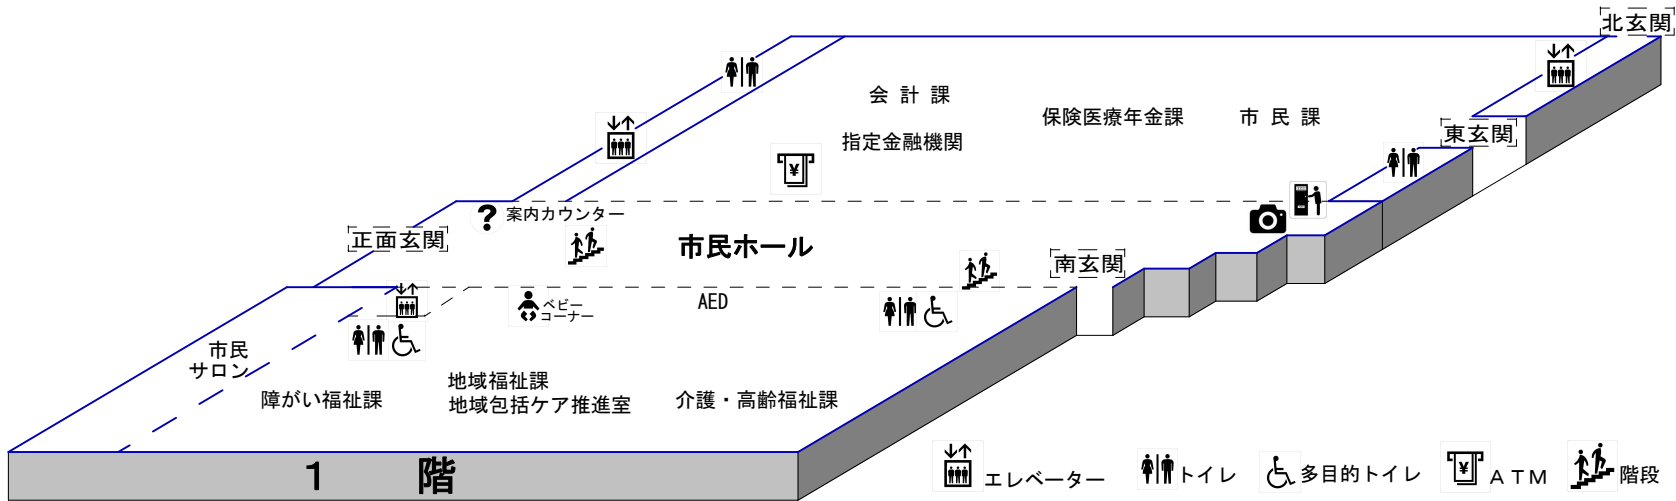 北玄関
会計課
保険医療年金課
市民課
指定金融機関
東玄関
¥
?
案内カウンター
正面玄関
市民ホール
南玄関
AED
ベビー
コーナー
市民
サロン
障がい福祉課
地域福祉課
地域包括ケア推進室
介護・高齢福祉課
1 階
エレベーター
トイレ
多目的トイレ
¥
ATM
階段